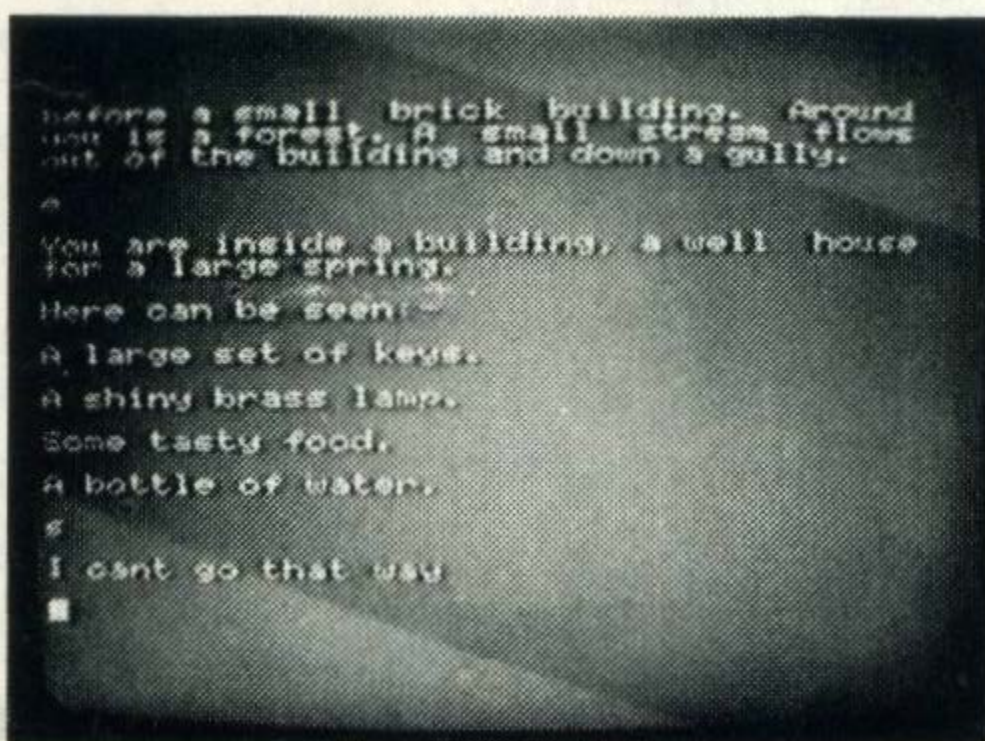 before a small brick building. Around
you is a forest. A small stream flows
out of the building and down a gully.
e
You are inside a building, a well house
for a large spring.
Here can be seen:
A large set of keys.
A shiny brass lamp.
Some tasty food.
A bottle of water.
s
I cant go that way